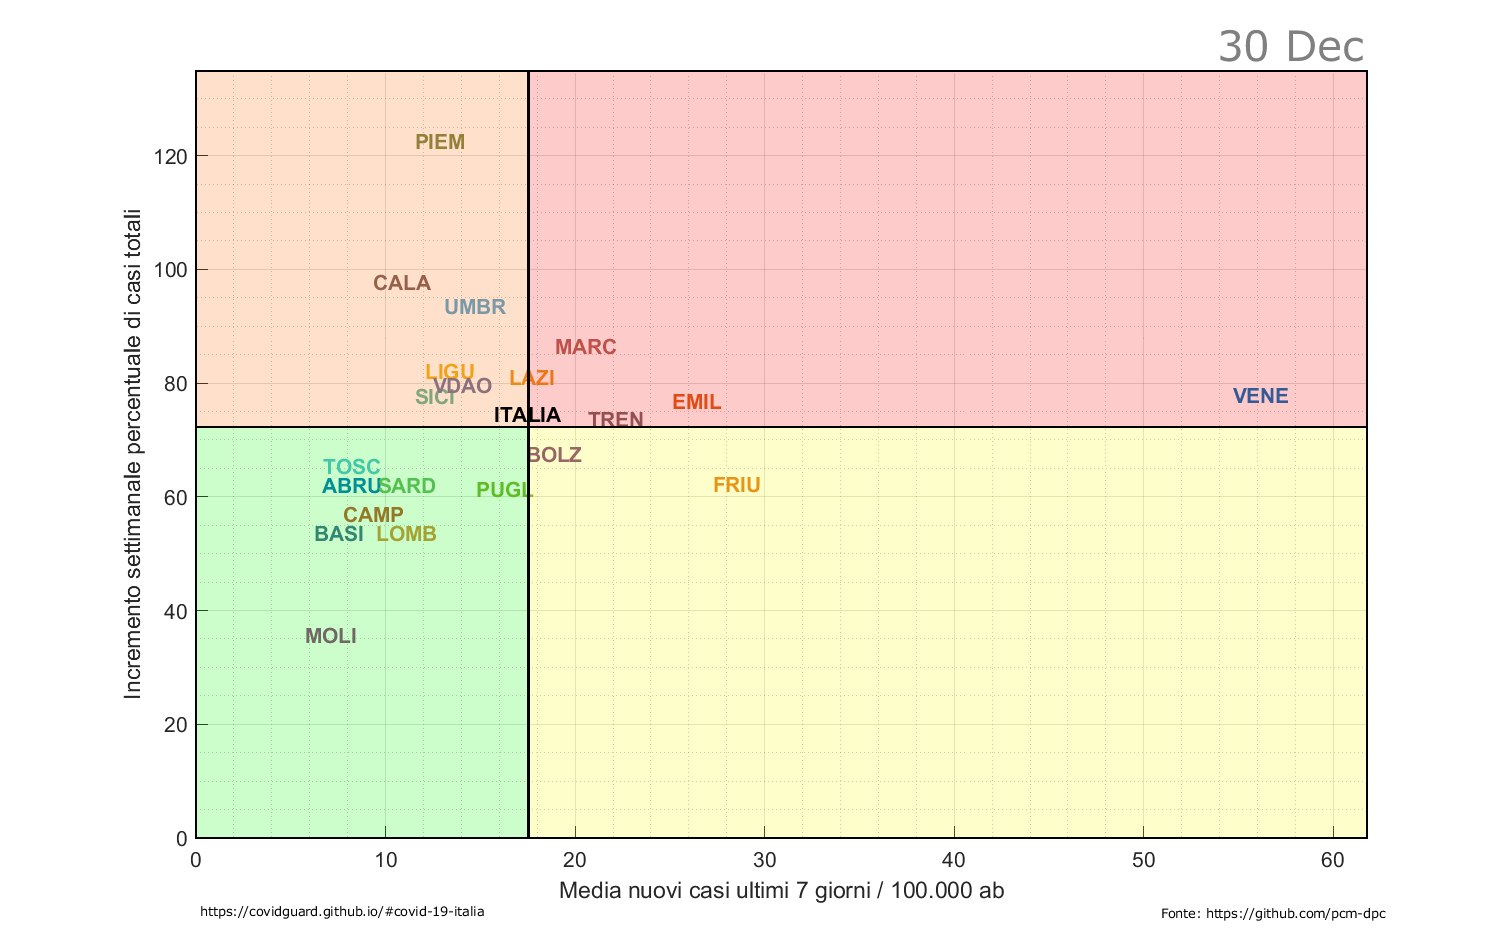 30 Dec
Incremento settimanale percentuale di casi totali
120
100
80
60
40
20
0
PIEM
CALA
UMBR
MARC
LIGU
LAZI
VDAO
SICI
EMIL
VENE
ITALIA
TREN
BOLZ
TOSC
ABRU
SARD
PUGL
FRIU
CAMP
BASI
LOMB
MOLI
0 10 20 30 40 50 60
Media nuovi casi ultimi 7 giorni / 100.000 ab
https://covidguard.github.io/#covid-19-italia
Fonte: https://github.com/pcm-dpc